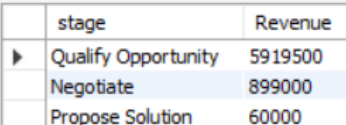 stage Revenue
Qualify Opportunity 5919500
Negotiate 899000
Propose Solution 60000